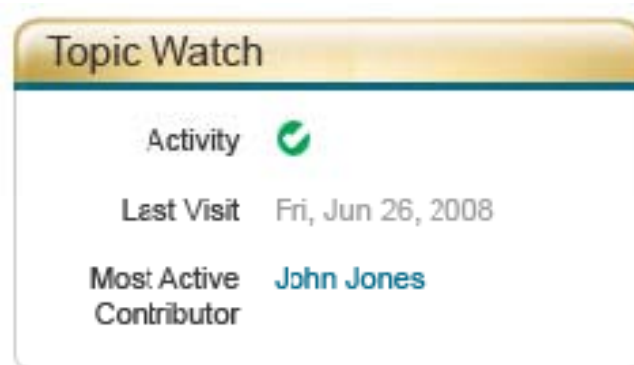 Topic Watch
Activity
Last Visit Fri, Jun 26, 2008
Most Active John Jones
Contributor